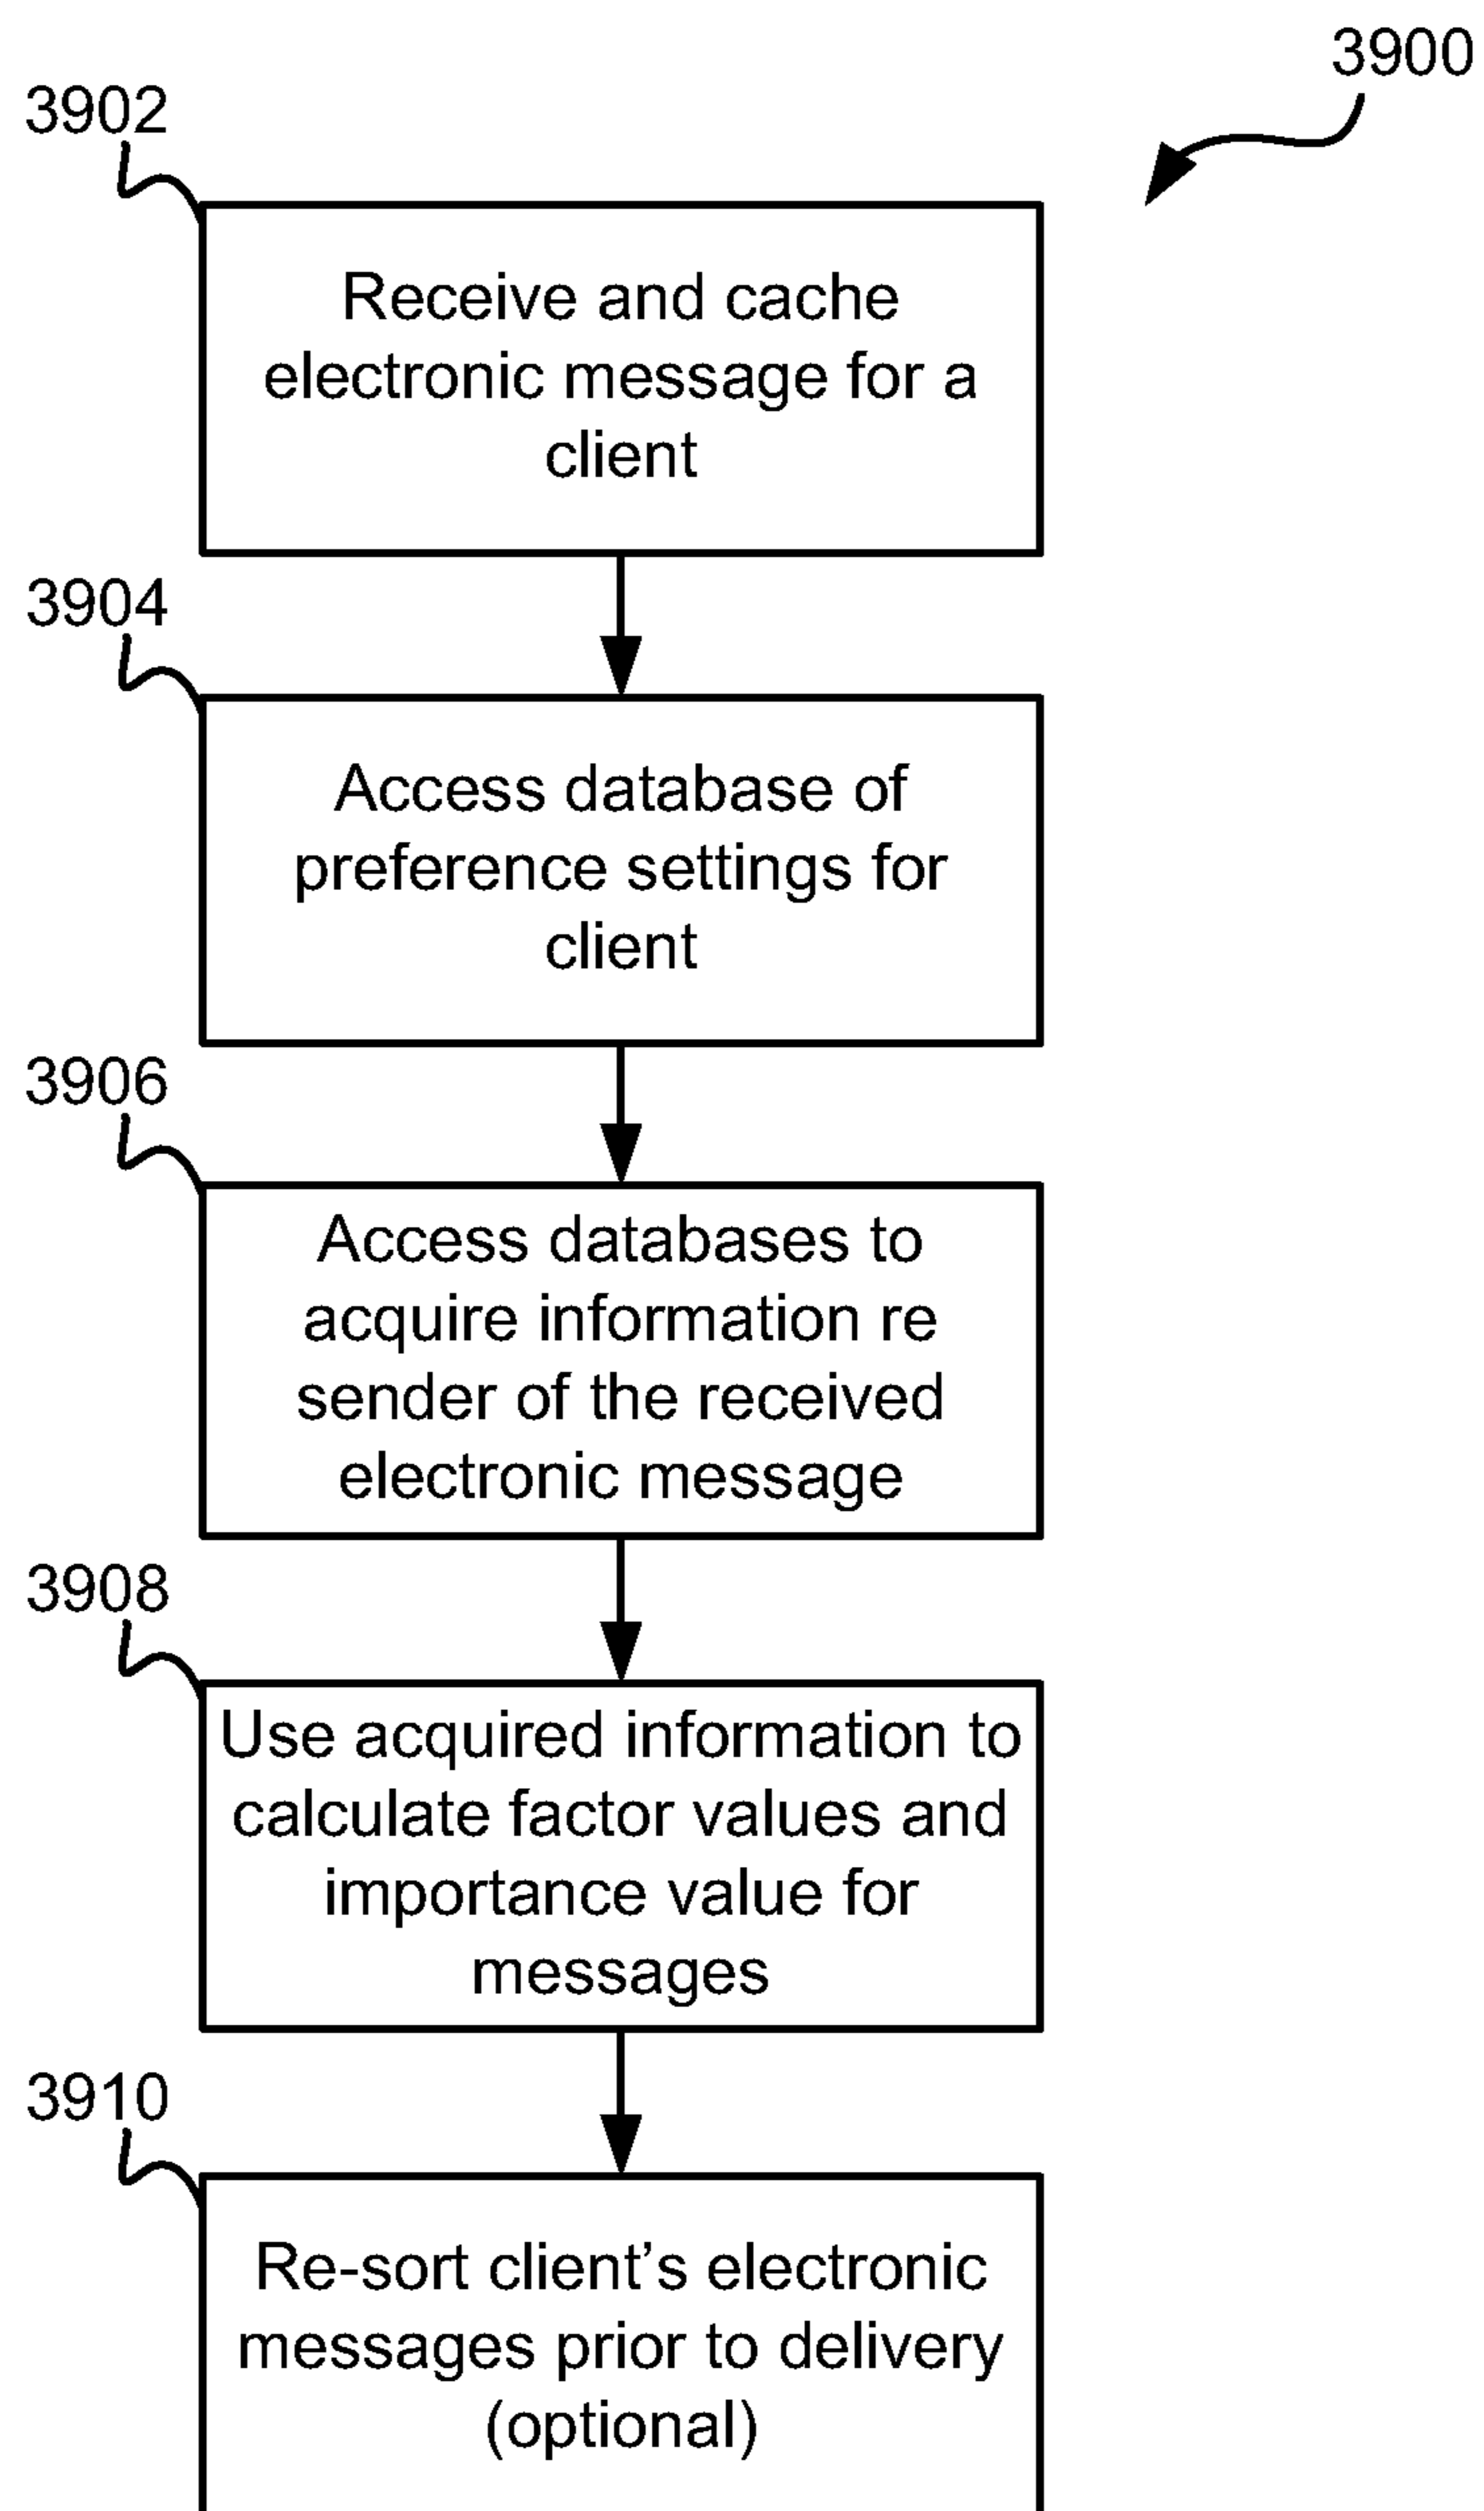 3900
3902
Receive and cache
electronic message for a
client
3904
Access database of
preference settings for
client
3906
Access databases to
acquire information re
sender of the received
electronic message
3908
Use acquired information to
calculate factor values and
importance value for
messages
3910
Re-sort client’s electronic
messages prior to delivery
(optional)